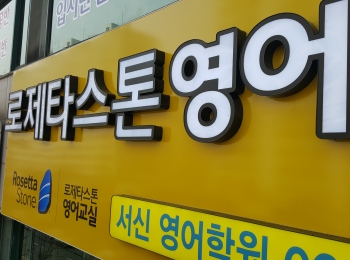 로제타스톤영어
Rosetta
Stone
로제타스톤
영어교실
서신 영어학원